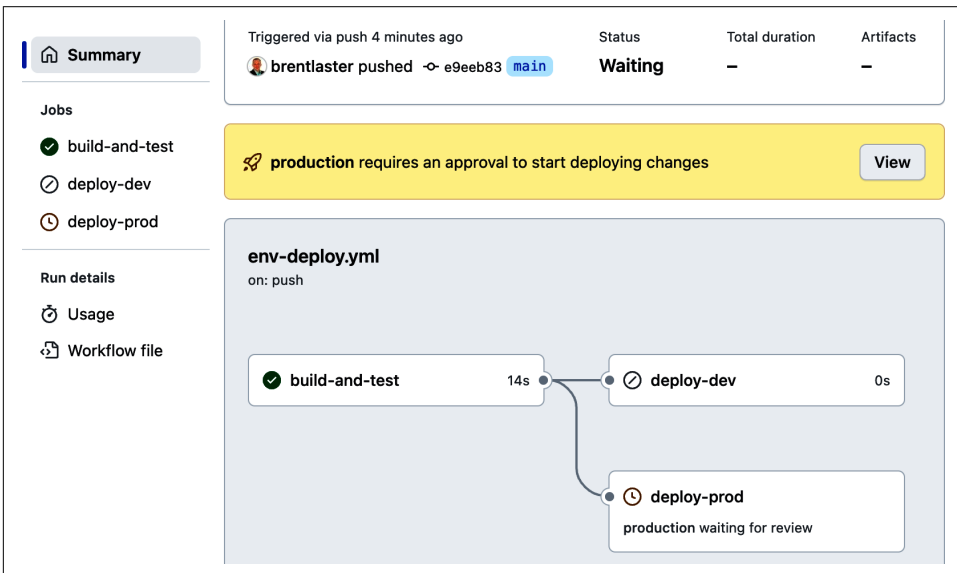 Summary
Jobs
build-and-test
deploy-dev
deploy-prod
Run details
Usage
Workflow file
Triggered via push 4 minutes ago
brentlaster pushed e9eeb83 main
Status
Waiting
Total duration
–
Artifacts
–
production requires an approval to start deploying changes
View
env-deploy.yml
on: push
build-and-test 14s
deploy-dev 0s
deploy-prod
production waiting for review